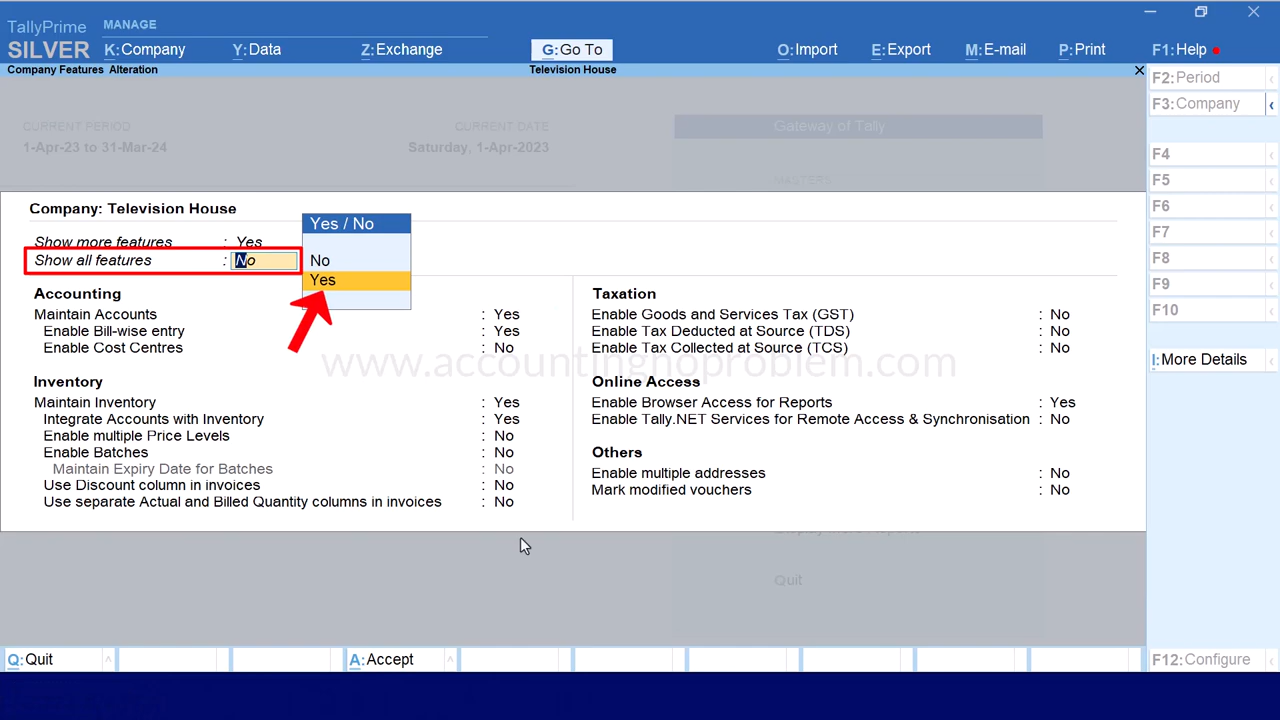 TallyPrime MANAGE
SILVER K:Company Y:Data Z:Exchange G:Go To O:Import E:Export M:E-mail P:Print F1:Help
Company Features Alteration Television House
F2:Period
F3:Company
CURRENT PERIOD CURRENT DATE Gateway of Tally
1-Apr-23 to 31-Mar-24 Saturday, 1-Apr-2023
MASTERS
F4
F5
F6
F7
F8
F9
F10
I:More Details
Company: Television House
Yes / No
Show more features : Yes
Show all features : No
No
Yes
Accounting
Maintain Accounts : Yes
Enable Bill-wise entry : Yes
Enable Cost Centres : No
Inventory
Maintain Inventory : Yes
Integrate Accounts with Inventory : Yes
Enable multiple Price Levels : No
Enable Batches : No
Maintain Expiry Date for Batches : No
Use Discount column in invoices : No
Use separate Actual and Billed Quantity columns in invoices : No
Taxation
Enable Goods and Services Tax (GST) : No
Enable Tax Deducted at Source (TDS) : No
Enable Tax Collected at Source (TCS) : No
Online Access
Enable Browser Access for Reports : Yes
Enable Tally.NET Services for Remote Access & Synchronisation : No
Others
Enable multiple addresses : No
Mark modified vouchers : No
www.accountingnoproblem.com
Quit
Q:Quit A:Accept F12:Configure